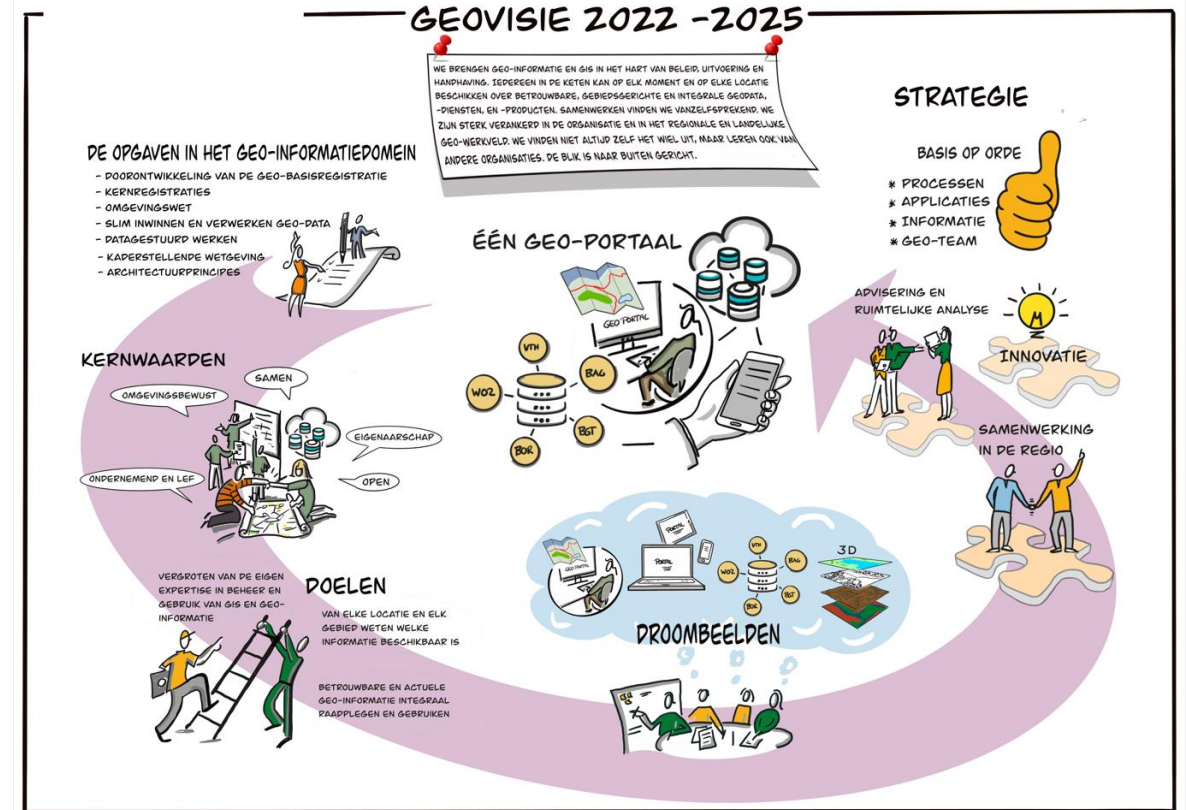 GEOVISIE 2022 -2025
WE BRENGEN GEO-INFORMATIE EN GIS IN HET HART VAN BELEID, UITVOERING EN
HANDHAVING. IEDEREEN IN DE KETEN KAN OP ELK MOMENT EN OP ELKE LOCATIE
BESCHIKKEN OVER BETROUWBARE, GEBIEDSGERICHTE EN INTEGRALE GEODATA,
-DIENSTEN, EN -PRODUCTEN. SAMENWERKEN VINDEN WE VANZELFSPREKEND. WE
ZIJN STERK VERANKERD IN DE ORGANISATIE EN IN HET REGIONALE EN LANDELIJKE
GEO-WERKVELD. WE VINDEN NIET ALTIJD ZELF HET WIEL UIT, MAAR LEREN OOK VAN
ANDERE ORGANISATIES. DE BLIK IS NAAR BUITEN GERICHT.
DE OPGAVEN IN HET GEO-INFORMATIEDOMEIN
- DOORONTWIKKELING VAN DE GEO-BASISREGISTRATIE
- KERNREGISTRATIES
- OMGEVINGSWET
- SLIM INWINNEN EN VERWERKEN GEO-DATA
- DATAGESTUURD WERKEN
- KADERSTELLENDE WETGEVING
- ARCHITECTUURPRINCIPES
KERNWAARDEN
SAMEN
OMGEVINGSBEWUST
EIGENAARSCHAP
ONDERNEMEND EN LEF
OPEN
DOELEN
VERGROTEN VAN DE EIGEN
EXPERTISE IN BEHEER EN
GEBRUIK VAN GIS EN GEO-
INFORMATIE
VAN ELKE LOCATIE EN ELK
GEBIED WETEN WELKE
INFORMATIE BESCHIKBAAR IS
BETROUWBARE EN ACTUELE
GEO-INFORMATIE INTEGRAAL
RAADPLEGEN EN GEBRUIKEN
ÉÉN GEO-PORTAAL
GEO PORTAL
VTH
BAG
WOZ
BGT
BOR
DROOMBEELDEN
GEO PORTAL
PORTAL
PORTAL
VTH
BAG
WOZ
BGT
BOR
3D
STRATEGIE
BASIS OP ORDE
* PROCESSEN
* APPLICATIES
* INFORMATIE
* GEO-TEAM
ADVISERING EN
RUIMTELIJKE ANALYSE
INNOVATIE
SAMENWERKING
IN DE REGIO